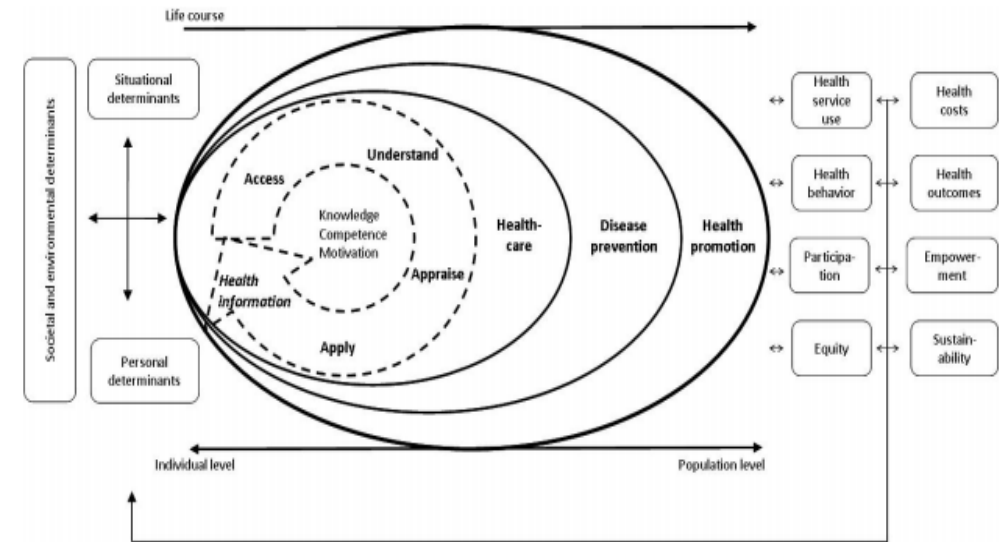 Life course
Societal and environmental determinants
Situational
determinants
Personal
determinants
Access
Understand
Knowledge
Competence
Motivation
Health
information
Appraise
Apply
Health-
care
Disease
prevention
Health
promotion
Individual level
Population level
Health
service
use
Health
costs
Health
behavior
Health
outcomes
Participa-
tion
Empower-
ment
Equity
Sustain-
ability